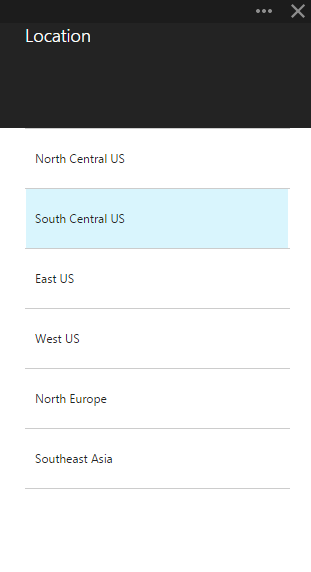 Location
North Central US
South Central US
East US
West US
North Europe
Southeast Asia